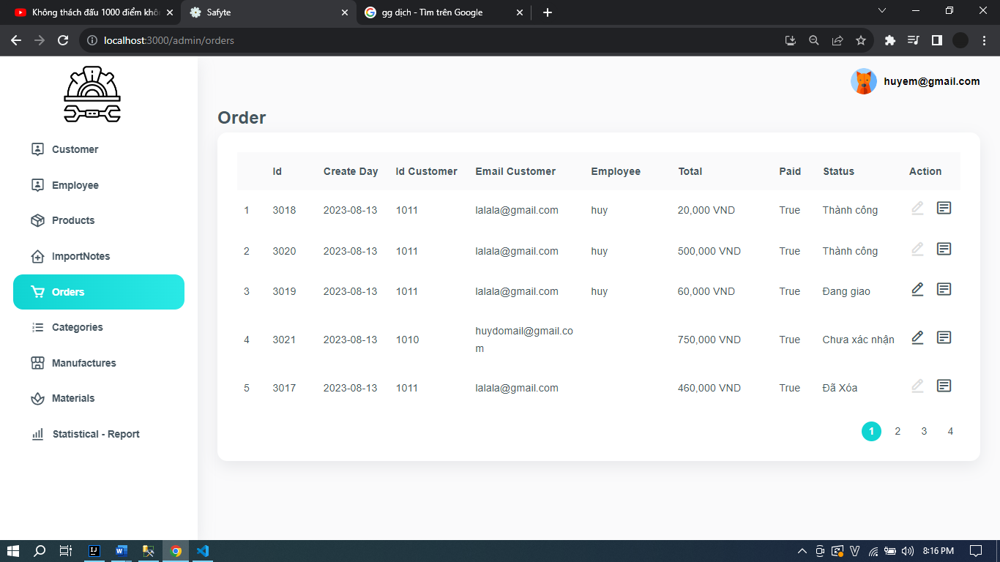 Không thách đấu 1000 điểm khôn
Safyte
gg dịch - Tìm trên Google
localhost:3000/admin/orders
huyem@gmail.com
Customer
Employee
Products
ImportNotes
Orders
Categories
Manufactures
Materials
Statistical - Report
Order
Id Create Day Id Customer Email Customer Employee Total Paid Status Action
1 3018 2023-08-13 1011 lalala@gmail.com huy 20,000 VND True Thành công
2 3020 2023-08-13 1011 lalala@gmail.com huy 500,000 VND True Thành công
3 3019 2023-08-13 1011 lalala@gmail.com huy 60,000 VND True Đang giao
4 3021 2023-08-13 1010 huydomail@gmail.co
m 750,000 VND True Chưa xác nhận
5 3017 2023-08-13 1011 lalala@gmail.com 460,000 VND True Đã Xóa
1 2 3 4
8:16 PM